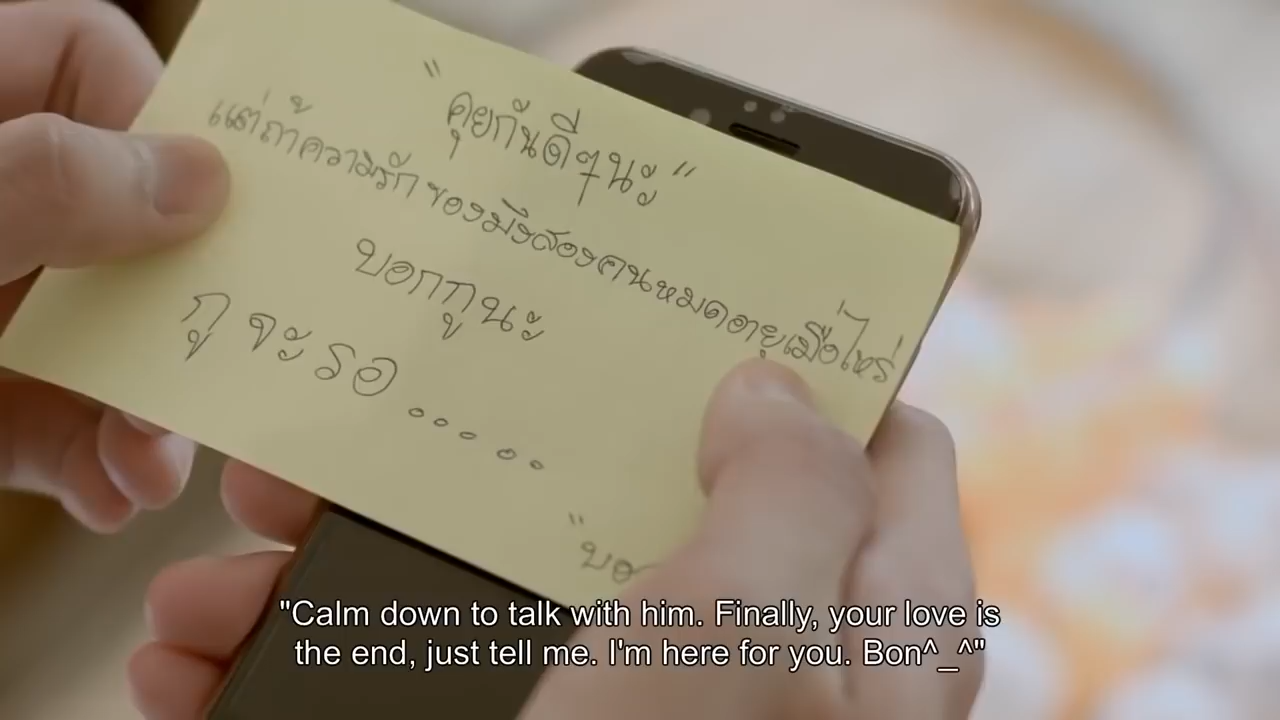 "คุยกันดีๆนะ"
แต่ถ้าความรักของมึงสองคนหมดอายุเมื่อไหร่
บอกกูนะ
กู จะ รอ .....
"Calm down to talk with him. Finally, your love is
the end, just tell me. I'm here for you. Bon^_^"